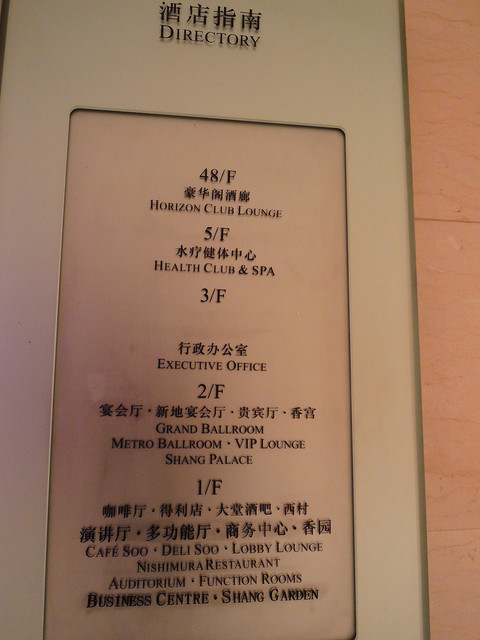 酒店指南
DIRECTORY
48/F
豪华阁酒廊
HORIZON CLUB LOUNGE
5/F
水疗健体中心
HEALTH CLUB & SPA
3/F
行政办公室
EXECUTIVE OFFICE
2/F
宴会厅·新地宴会厅·贵宾厅·香宫
GRAND BALLROOM
METRO BALLROOM · VIP LOUNGE
SHANG PALACE
1/F
咖啡厅·得利店·大堂酒吧·西村
演讲厅·多功能厅·商务中心·香园
CAFÉ SOO · DELI SOO · LOBBY LOUNGE
NISHIMURA RESTAURANT
AUDITORIUM · FUNCTION ROOMS
BUSINESS CENTRE · SHANG GARDEN